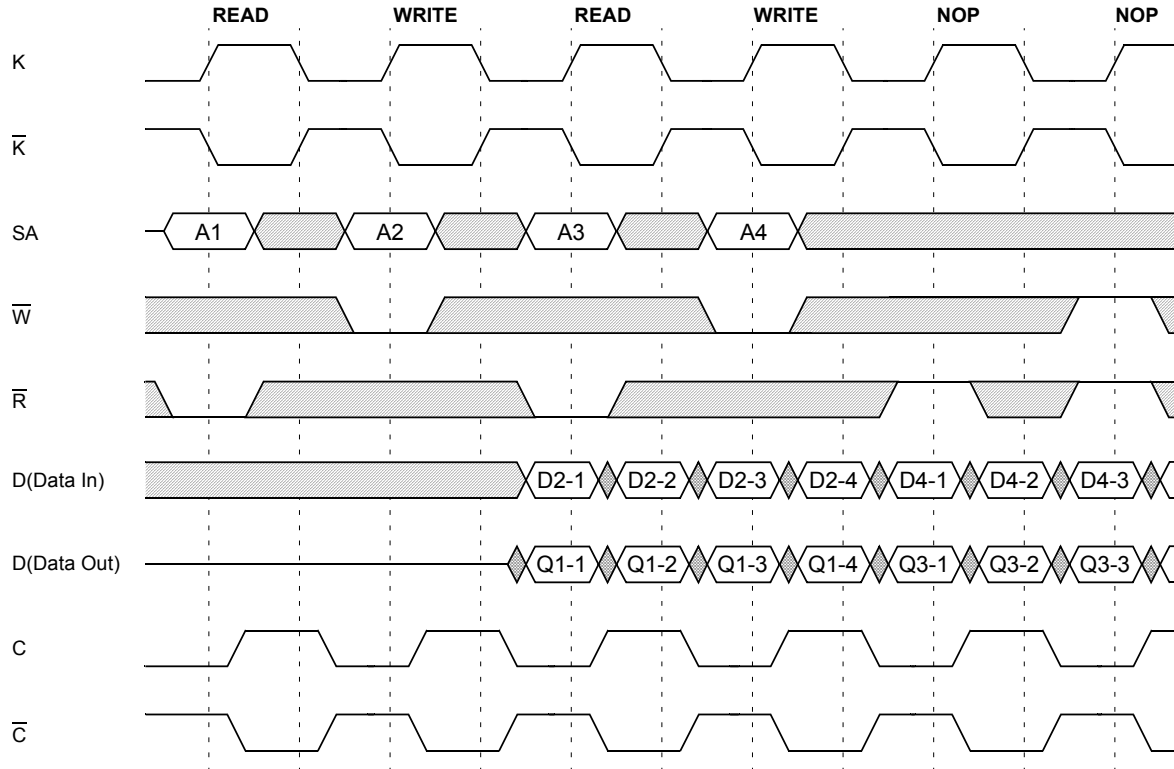 READ WRITE READ WRITE NOP NOP
K
K̅
SA A1 A2 A3 A4
W̅
R̅
D(Data In) D2-1 D2-2 D2-3 D2-4 D4-1 D4-2 D4-3
D(Data Out) Q1-1 Q1-2 Q1-3 Q1-4 Q3-1 Q3-2 Q3-3
C
C̅